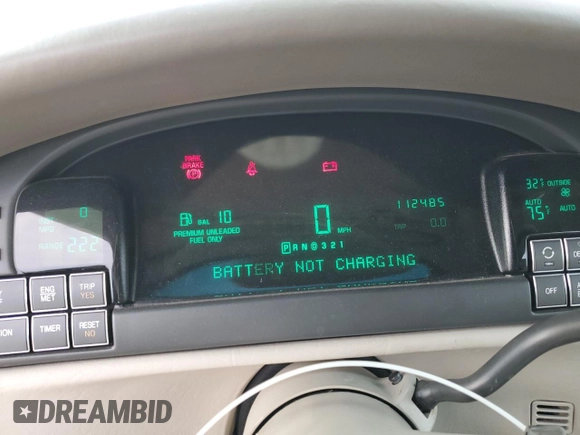 PARK
BRAKE
0
MPG
RANGE 222
GAL 10
PREMIUM UNLEADED
FUEL ONLY
0 MPH
112485
TRIP 0.0
P R N D 3 2 1
BATTERY NOT CHARGING
32° OUTSIDE
AUTO
75° AUTO
ENG
MET
TRIP
YES
TIMER
RESET
NO
OFF
DREAMBID